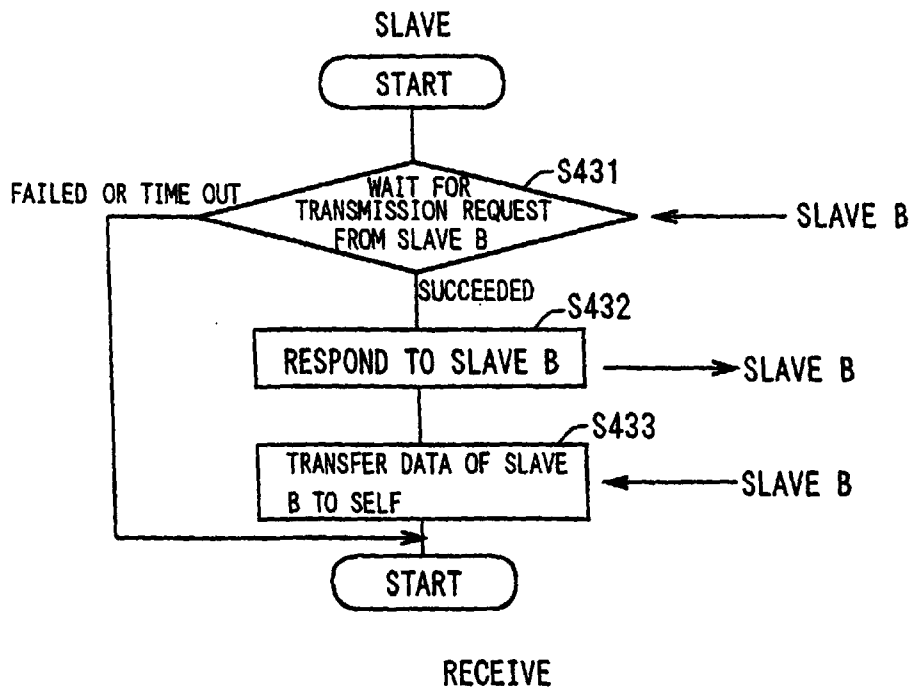 SLAVE
START
S431
FAILED OR TIME OUT
WAIT FOR
TRANSMISSION REQUEST
FROM SLAVE B
SLAVE B
SUCCEEDED
S432
RESPOND TO SLAVE B
SLAVE B
S433
TRANSFER DATA OF SLAVE
B TO SELF
SLAVE B
START
RECEIVE